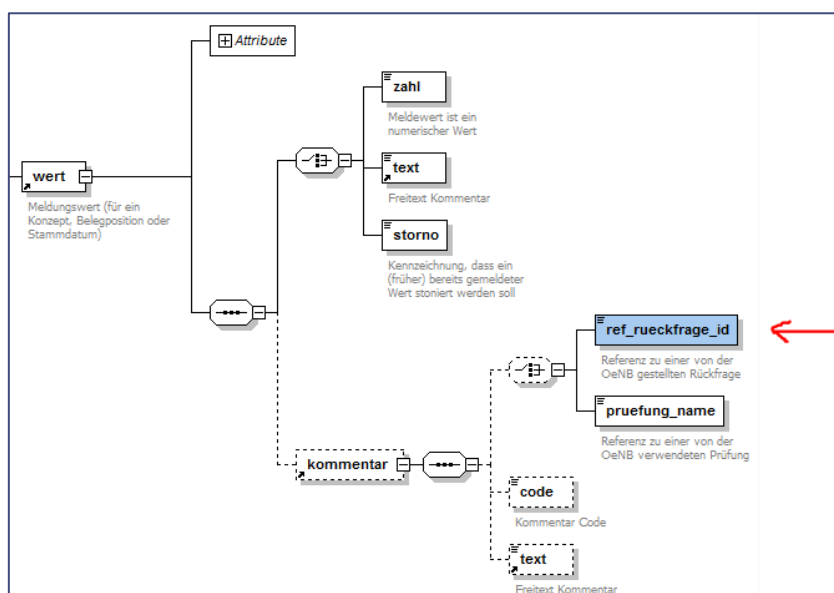 Attribute
zahl
Meldewert ist ein
numerischer Wert
wert
text
Meldungswert (für ein
Konzept, Belegposition oder
Stammdatum)
Freitext Kommentar
storno
Kennzeichnung, dass ein
(früher) bereits gemeldeter
Wert stoniert werden soll
ref_rueckfrage_id
Referenz zu einer von der
OeNB gestellten Rückfrage
pruefung_name
Referenz zu einer von der
OeNB verwendeten Prüfung
kommentar
code
Kommentar Code
text
Freitext Kommentar